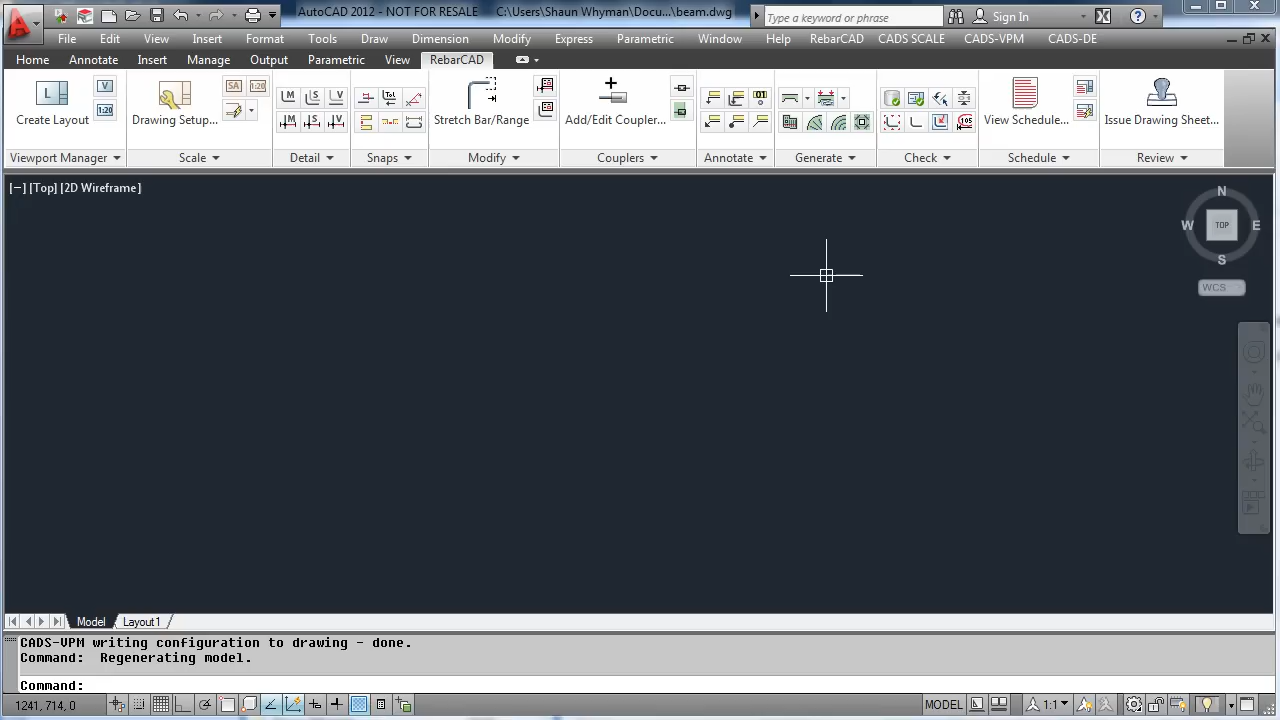 AutoCAD 2012 - NOT FOR RESALE C:\Users\Shaun Whyman\Docu...\beam.dwg Type a keyword or phrase Sign In
File Edit View Insert Format Tools Draw Dimension Modify Express Parametric Window Help RebarCAD CADS SCALE CADS-VPM CADS-DE
Home Annotate Insert Manage Output Parametric View RebarCAD
Create Layout Drawing Setup... Stretch Bar/Range Add/Edit Coupler... View Schedule... Issue Drawing Sheet...
Viewport Manager Scale Detail Snaps Modify Couplers Annotate Generate Check Schedule Review
[−] [Top] [2D Wireframe]
N
W TOP E
S
WCS
Model Layout1
CADS-VPM writing configuration to drawing - done.
Command: Regenerating model.
Command:
1241, 714, 0 MODEL 1:1